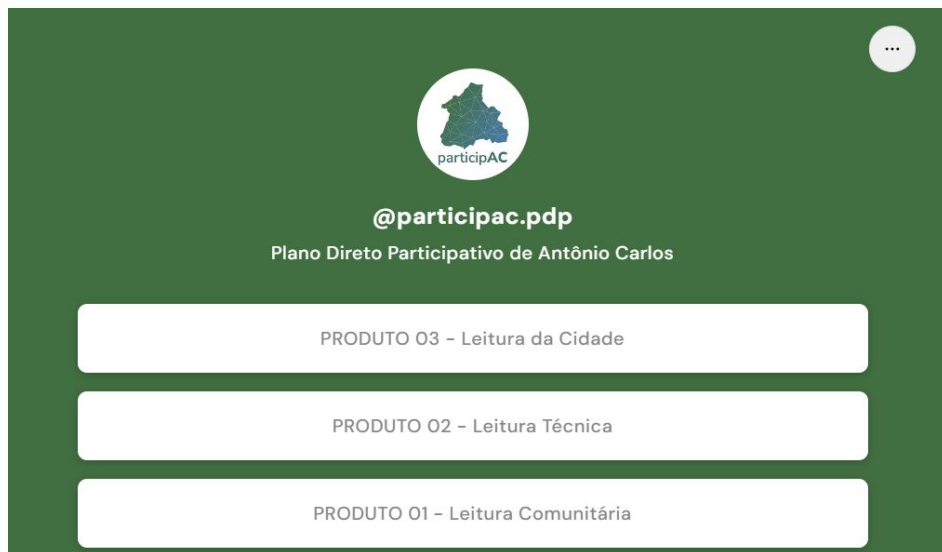 ...
participAC
@participac.pdp
Plano Direto Participativo de Antônio Carlos
PRODUTO 03 - Leitura da Cidade
PRODUTO 02 - Leitura Técnica
PRODUTO 01 - Leitura Comunitária